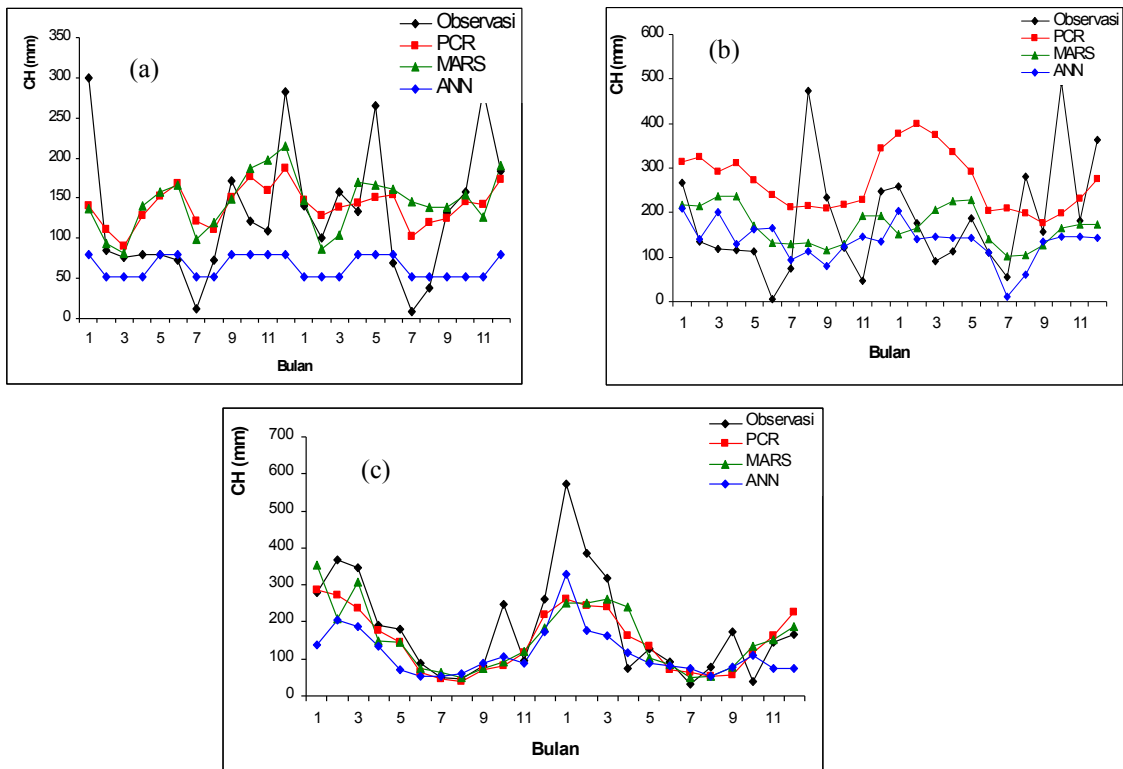 (a)
CH (mm)
350
300
250
200
150
100
50
0
1 3 5 7 9 11 1 3 5 7 9 11
Bulan
Observasi
PCR
MARS
ANN
(b)
CH (mm)
600
500
400
300
200
100
0
1 3 5 7 9 11 1 3 5 7 9 11
Bulan
Observasi
PCR
MARS
ANN
(c)
CH (mm)
700
600
500
400
300
200
100
0
1 3 5 7 9 11 1 3 5 7 9 11
Bulan
Observasi
PCR
MARS
ANN